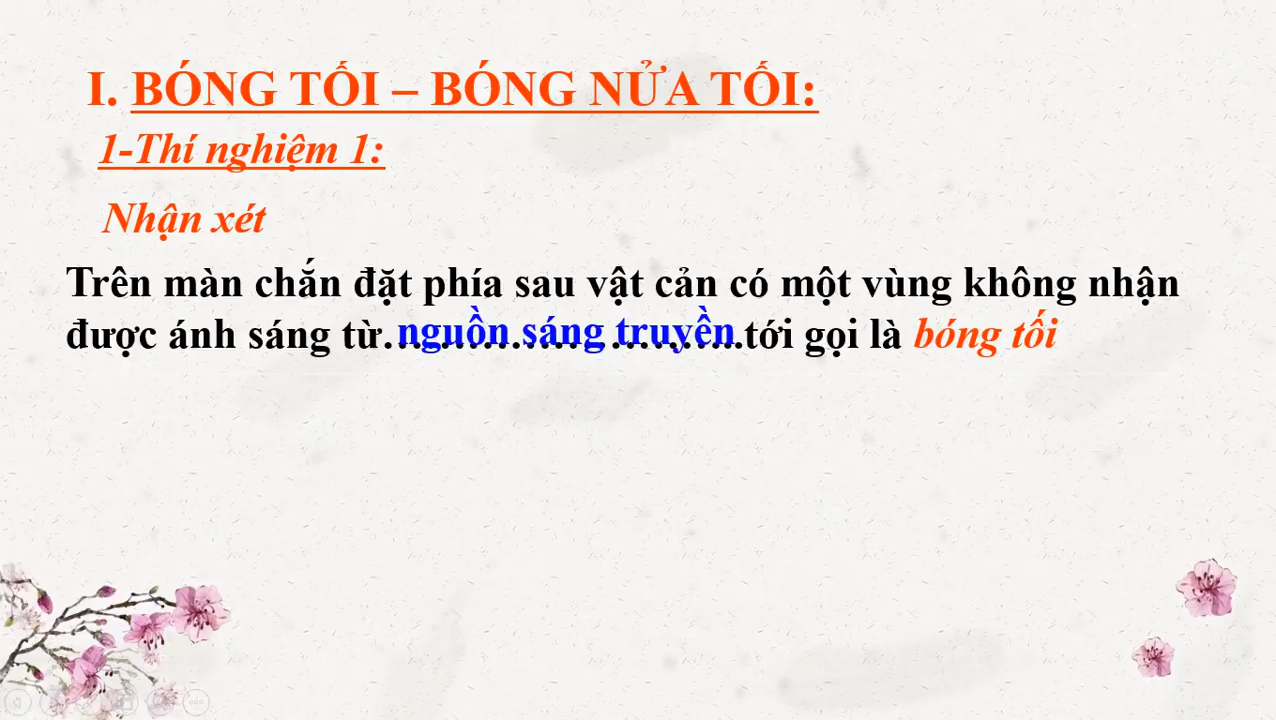 I. BÓNG TỐI – BÓNG NỬA TỐI:
1-Thí nghiệm 1:
Nhận xét
Trên màn chắn đặt phía sau vật cản có một vùng không nhận
được ánh sáng từ.nguồn sáng truyền.tới gọi là bóng tối